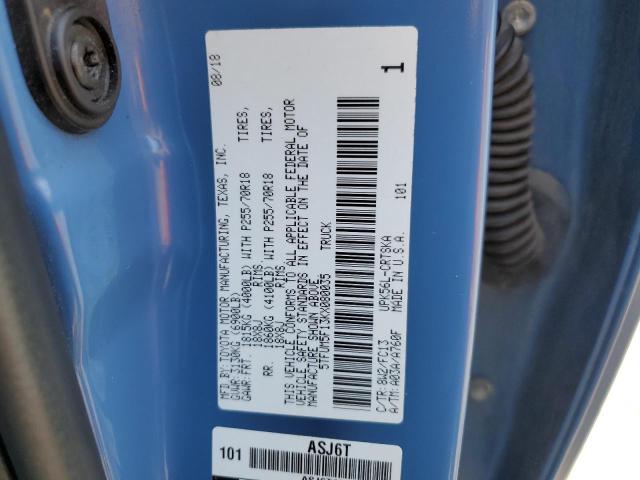 MFD BY: TOYOTA MOTOR MANUFACTURING, TEXAS, INC. 08/18
GVWR: 3130KG (6900LB)
GAWR: FRT. 1815KG (4000LB) WITH P255/70R18 TIRES,
18X8J RIMS
RR. 1860KG (4100LB) WITH P255/70R18 TIRES,
18X8J RIMS
THIS VEHICLE CONFORMS TO ALL APPLICABLE FEDERAL MOTOR
VEHICLE SAFETY STANDARDS IN EFFECT ON THE DATE OF
MANUFACTURE SHOWN ABOVE.
5TFUM5F13KX080035 TRUCK
C/TR: 8W2/FC13 UPK56L-CRTSKA 101
A/TM: A03A/A760F MADE IN U.S.A.
1
101 ASJ6T